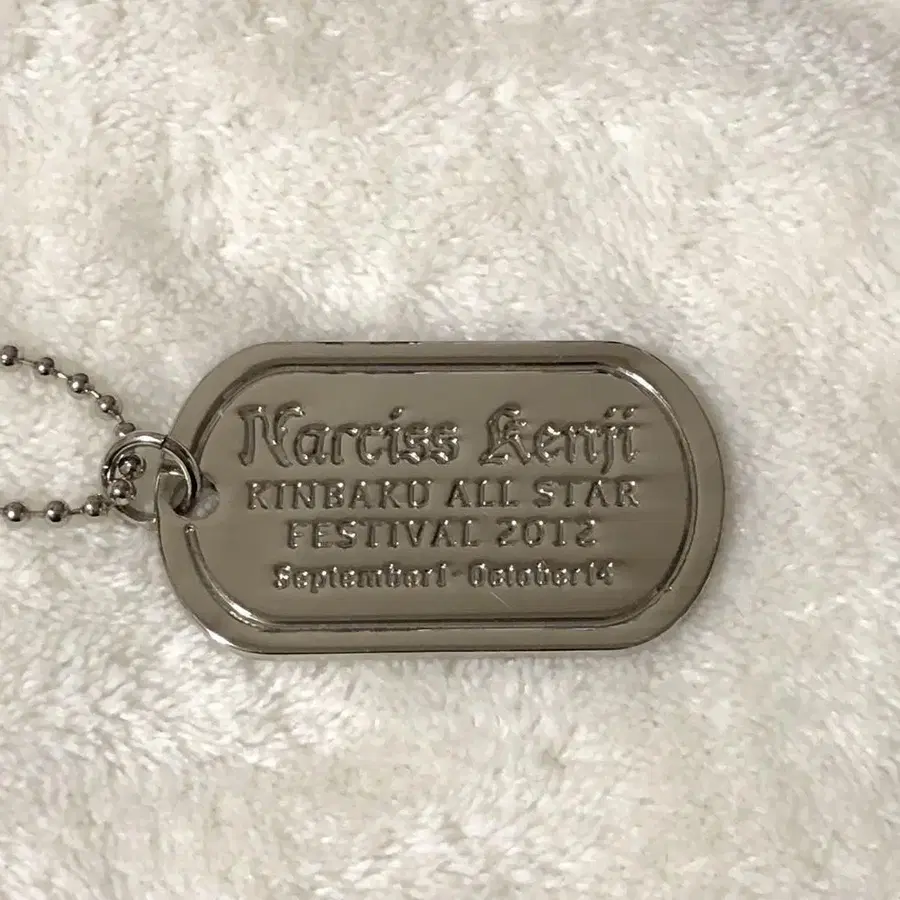 Narciss Kenji
KINBAKU ALL STAR
FESTIVAL 2012
September1-October14